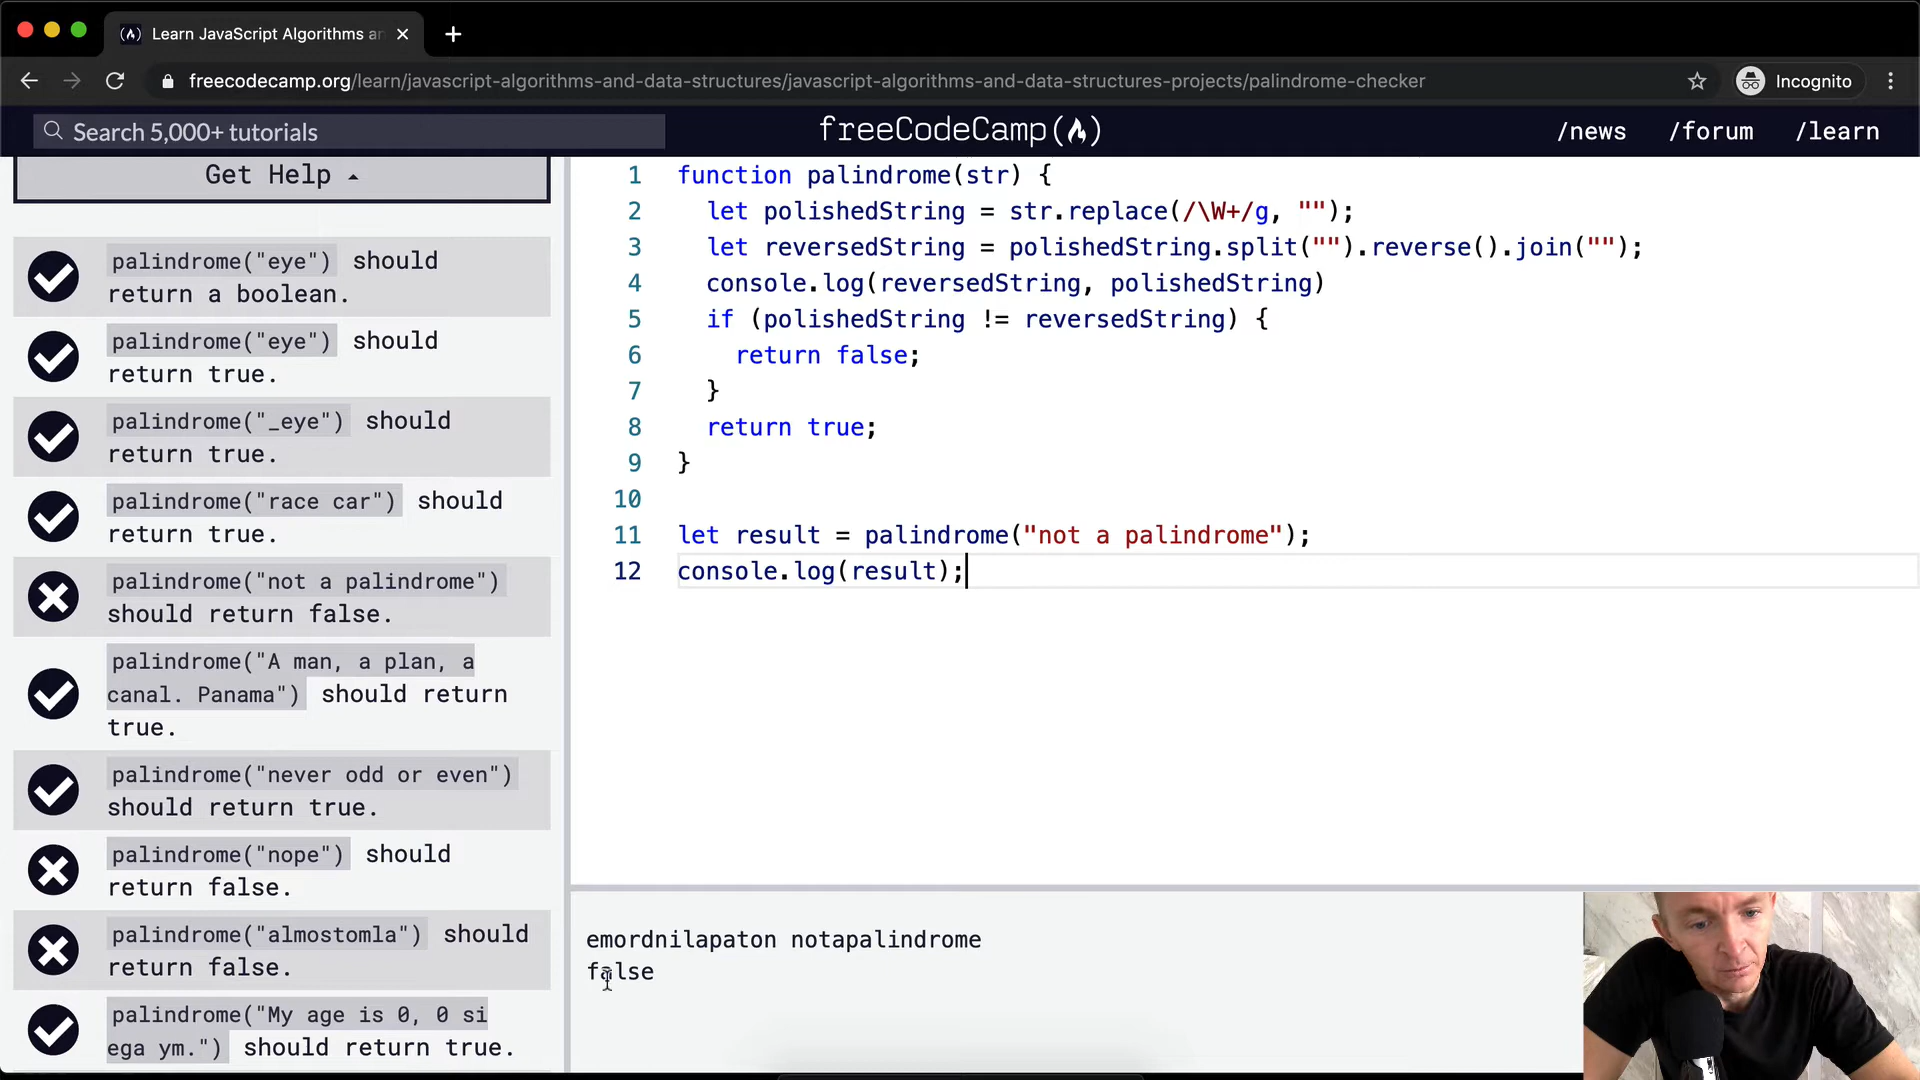 Learn JavaScript Algorithms an
freecodecamp.org/learn/javascript-algorithms-and-data-structures/javascript-algorithms-and-data-structures-projects/palindrome-checker
Incognito
Search 5,000+ tutorials
freeCodeCamp
/news
/forum
/learn
Get Help
palindrome("eye") should
return a boolean.
palindrome("eye") should
return true.
palindrome("_eye") should
return true.
palindrome("race car") should
return true.
palindrome("not a palindrome")
should return false.
palindrome("A man, a plan, a
canal. Panama") should return
true.
palindrome("never odd or even")
should return true.
palindrome("nope") should
return false.
palindrome("almostomla") should
return false.
palindrome("My age is 0, 0 si
ega ym.") should return true.
1 function palindrome(str) {
2 let polishedString = str.replace(/\W+/g, "");
3 let reversedString = polishedString.split("").reverse().join("");
4 console.log(reversedString, polishedString)
5 if (polishedString != reversedString) {
6 return false;
7 }
8 return true;
9 }
10
11 let result = palindrome("not a palindrome");
12 console.log(result);
emordnilapaton notapalindrome
false